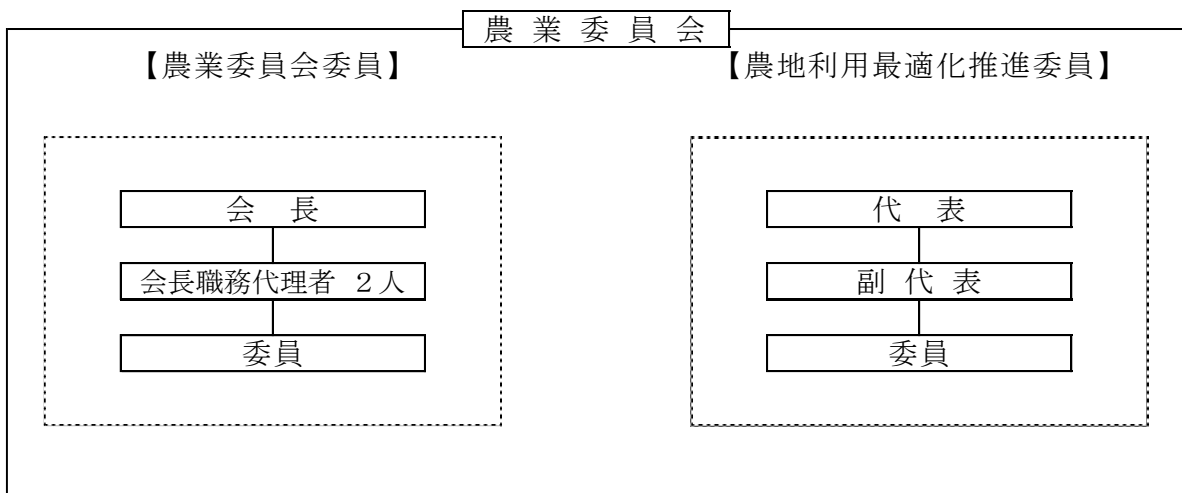 農業委員会
【農業委員会委員】
会長
会長職務代理者 2人
委員
【農地利用最適化推進委員】
代表
副代表
委員